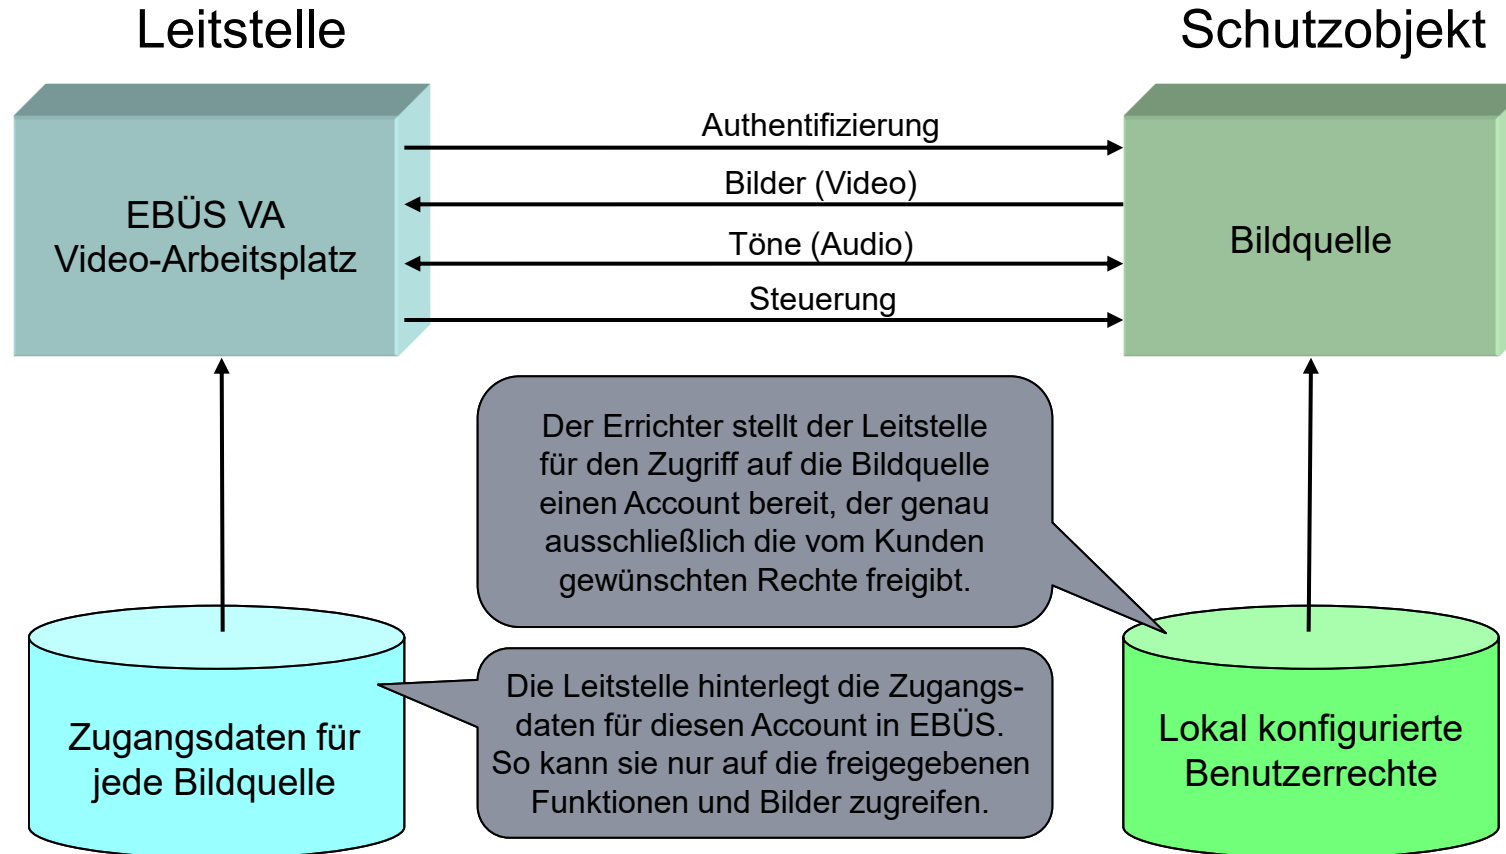 Leitstelle
Schutzobjekt
EBÜS VA
Video-Arbeitsplatz
Authentifizierung
Bilder (Video)
Töne (Audio)
Steuerung
Bildquelle
Der Errichter stellt der Leitstelle
für den Zugriff auf die Bildquelle
einen Account bereit, der genau
ausschließlich die vom Kunden
gewünschten Rechte freigibt.
Zugangsdaten für
jede Bildquelle
Die Leitstelle hinterlegt die Zugangs-
daten für diesen Account in EBÜS.
So kann sie nur auf die freigegebenen
Funktionen und Bilder zugreifen.
Lokal konfigurierte
Benutzerrechte